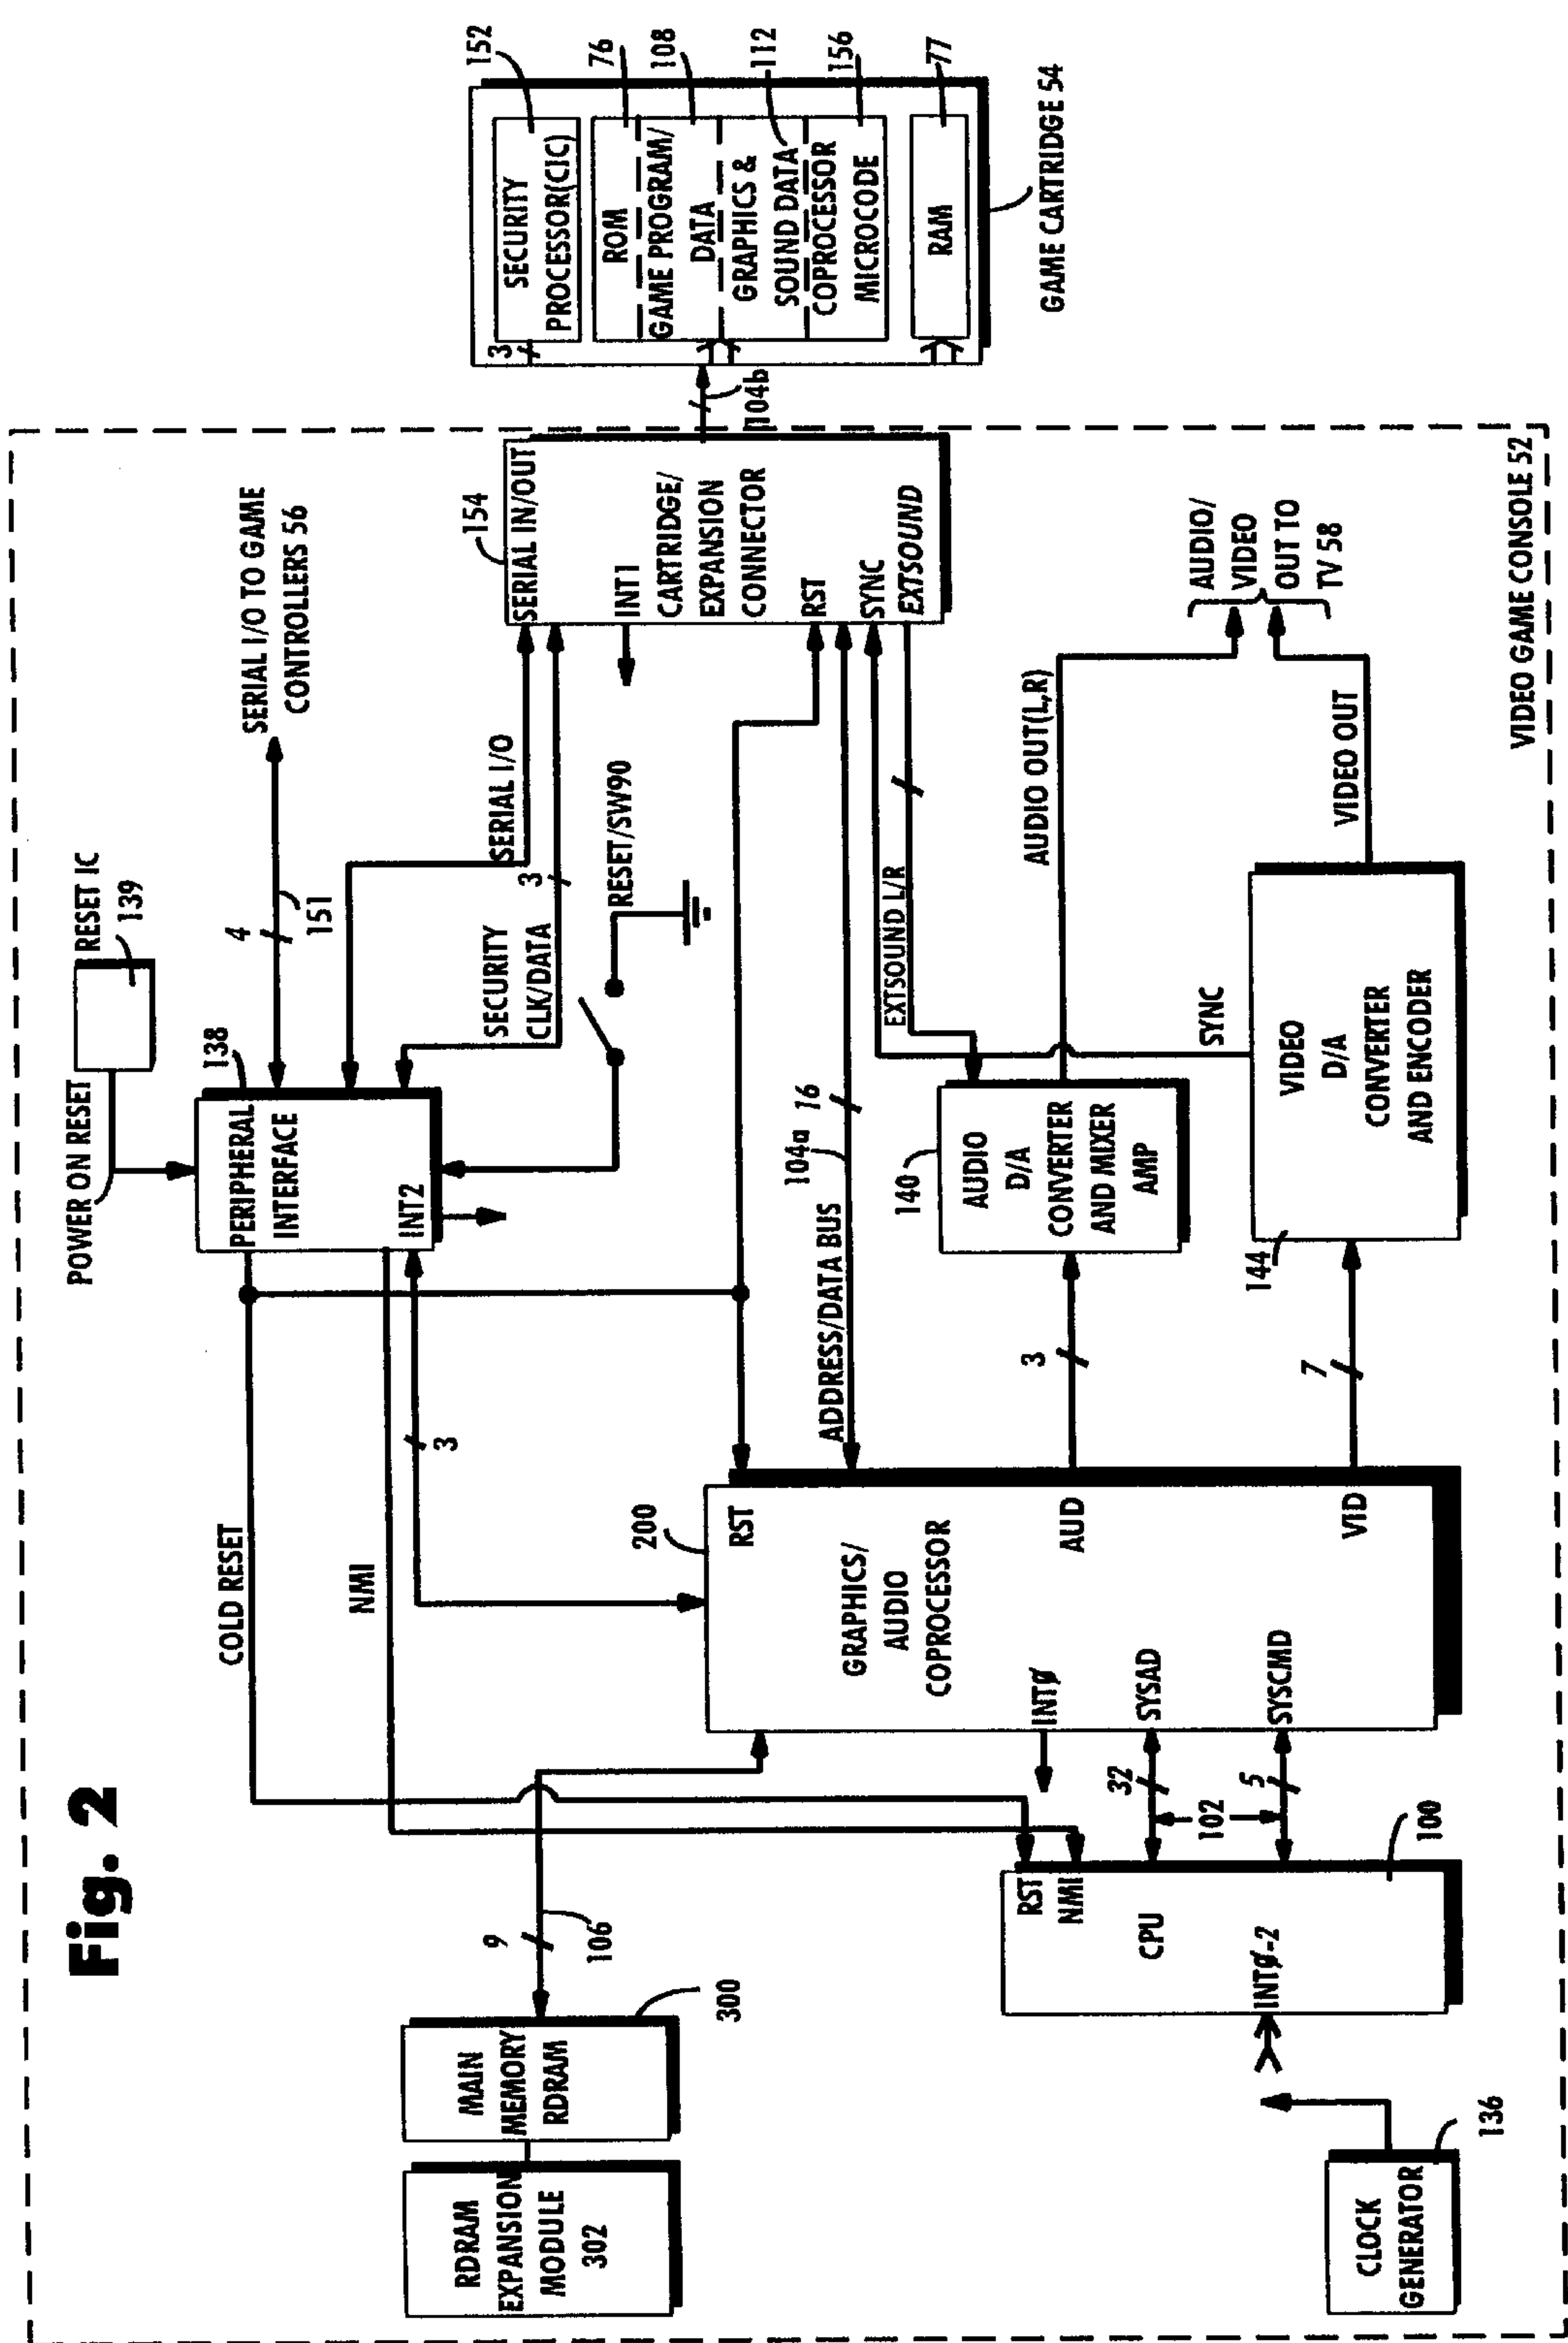 Fig. 2
VIDEO GAME CONSOLE 52
RDRAM
EXPANSION
MODULE
302
MAIN
MEMORY
RDRAM
300
9
106
CLOCK
GENERATOR
136
CPU
RST
NMI
INTØ-2
100
102
32
5
COLD RESET
NMI
3
GRAPHICS/
AUDIO
COPROCESSOR
200
RST
AUD
VID
INTØ
SYSAD
SYSCMD
POWER ON RESET
RESET IC
139
PERIPHERAL
INTERFACE
INT2
138
4
151
SERIAL I/O TO GAME
CONTROLLERS 56
SERIAL I/O
SECURITY
CLK/DATA
3
RESET/SW90
ADDRESS/DATA BUS
104a
16
3
7
AUDIO
D/A
CONVERTER
AND MIXER
AMP
140
VIDEO
D/A
CONVERTER
AND ENCODER
144
EXTSOUND L/R
SYNC
AUDIO OUT(L,R)
VIDEO OUT
AUDIO/
VIDEO
OUT TO
TV 58
154
SERIAL IN/OUT
INT1
CARTRIDGE/
EXPANSION
CONNECTOR
RST
SYNC
EXTSOUND
104b
3
SECURITY
PROCESSOR(CIC)
152
ROM
76
GAME PROGRAM/
DATA
108
GRAPHICS &
SOUND DATA
112
COPROCESSOR
MICROCODE
156
RAM
77
GAME CARTRIDGE 54